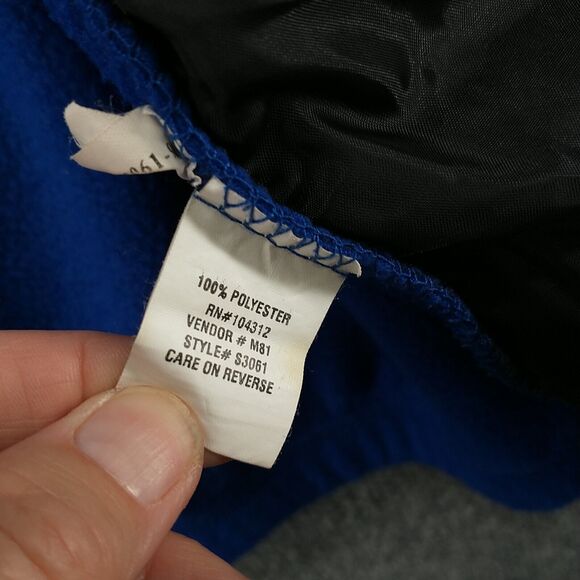 100% POLYESTER
RN#104312
VENDOR # M81
STYLE# S3061
CARE ON REVERSE